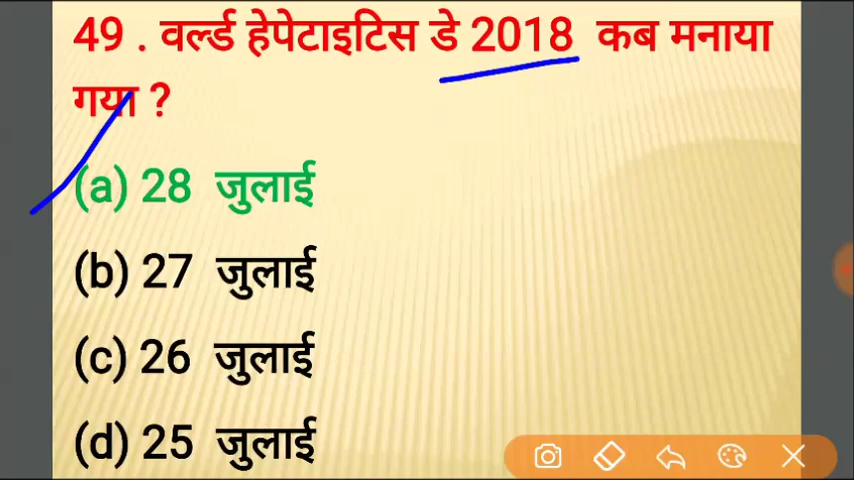 49 . वर्ल्ड हेपेटाइटिस डे 2018 कब मनाया
गया ?
(a) 28 जुलाई
(b) 27 जुलाई
(c) 26 जुलाई
(d) 25 जुलाई